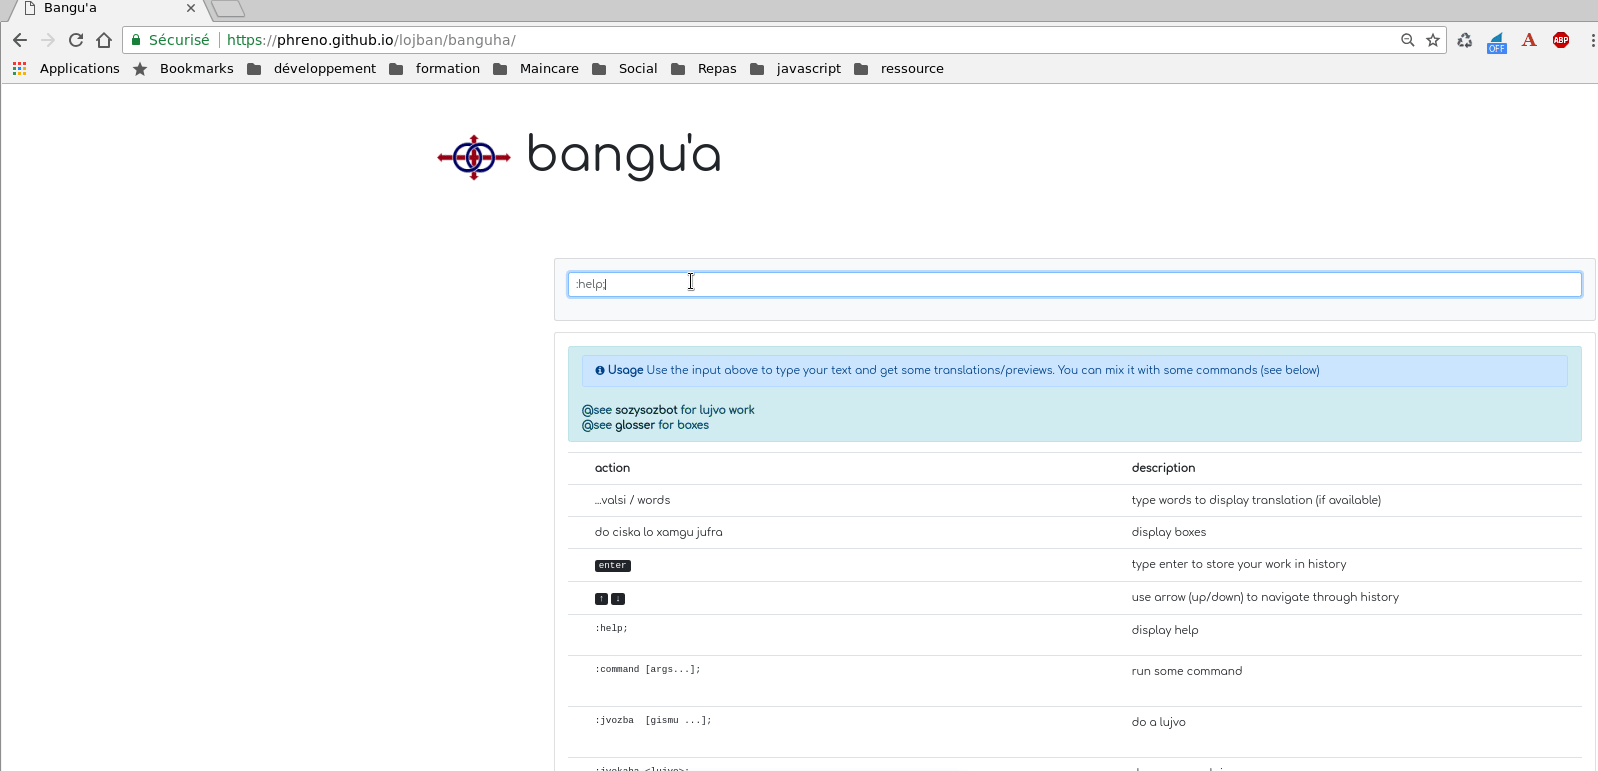 Bangu'a
Sécurisé https://phreno.github.io/lojban/banguha/
OFF A ABP
Applications Bookmarks développement formation Maincare Social Repas javascript ressource
bangu'a
:help;
Usage Use the input above to type your text and get some translations/previews. You can mix it with some commands (see below)
@see sozysozbot for lujvo work
@see glosser for boxes
action description
...valsi / words type words to display translation (if available)
do ciska lo xamgu jufra display boxes
enter type enter to store your work in history
↑ ↓ use arrow (up/down) to navigate through history
:help; display help
:command [args...]; run some command
:jvozba [gismu ...]; do a lujvo